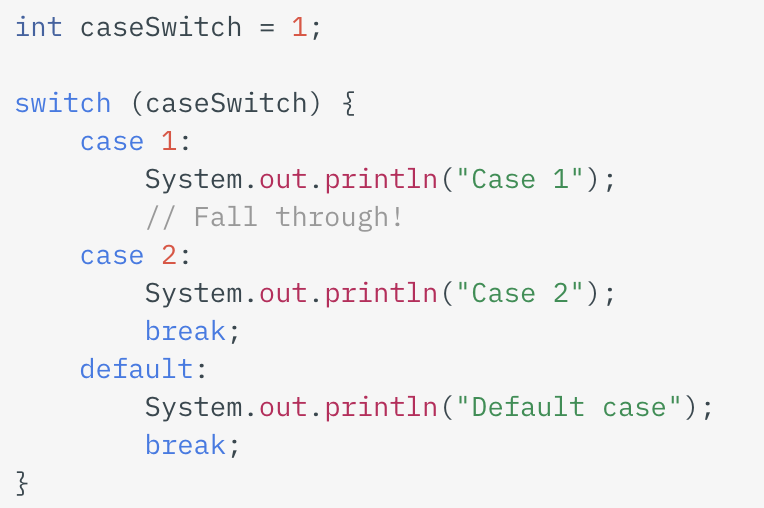 int caseSwitch = 1;
switch (caseSwitch) {
    case 1:
        System.out.println("Case 1");
        // Fall through!
    case 2:
        System.out.println("Case 2");
        break;
    default:
        System.out.println("Default case");
        break;
}